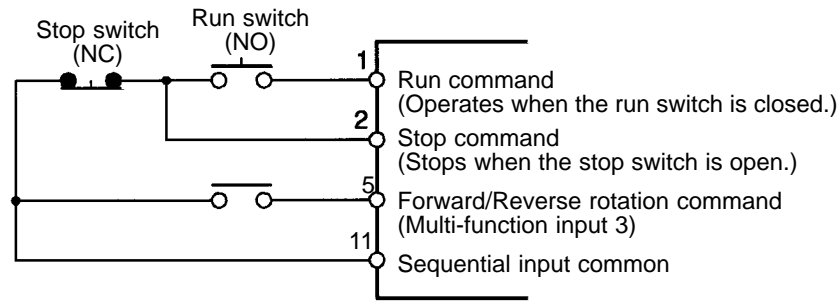 Stop switch
(NC)
Run switch
(NO)
1
Run command
(Operates when the run switch is closed.)
2
Stop command
(Stops when the stop switch is open.)
5
Forward/Reverse rotation command
(Multi-function input 3)
11
Sequential input common